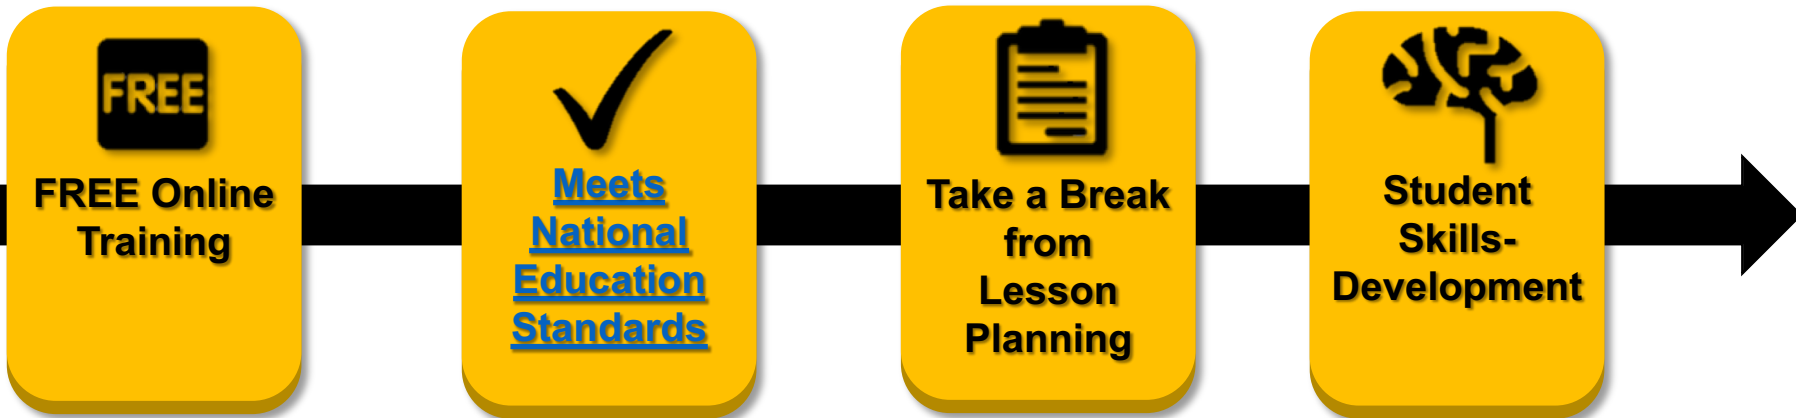 FREE
FREE Online
Training
Meets
National
Education
Standards
Take a Break
from
Lesson
Planning
Student
Skills-
Development